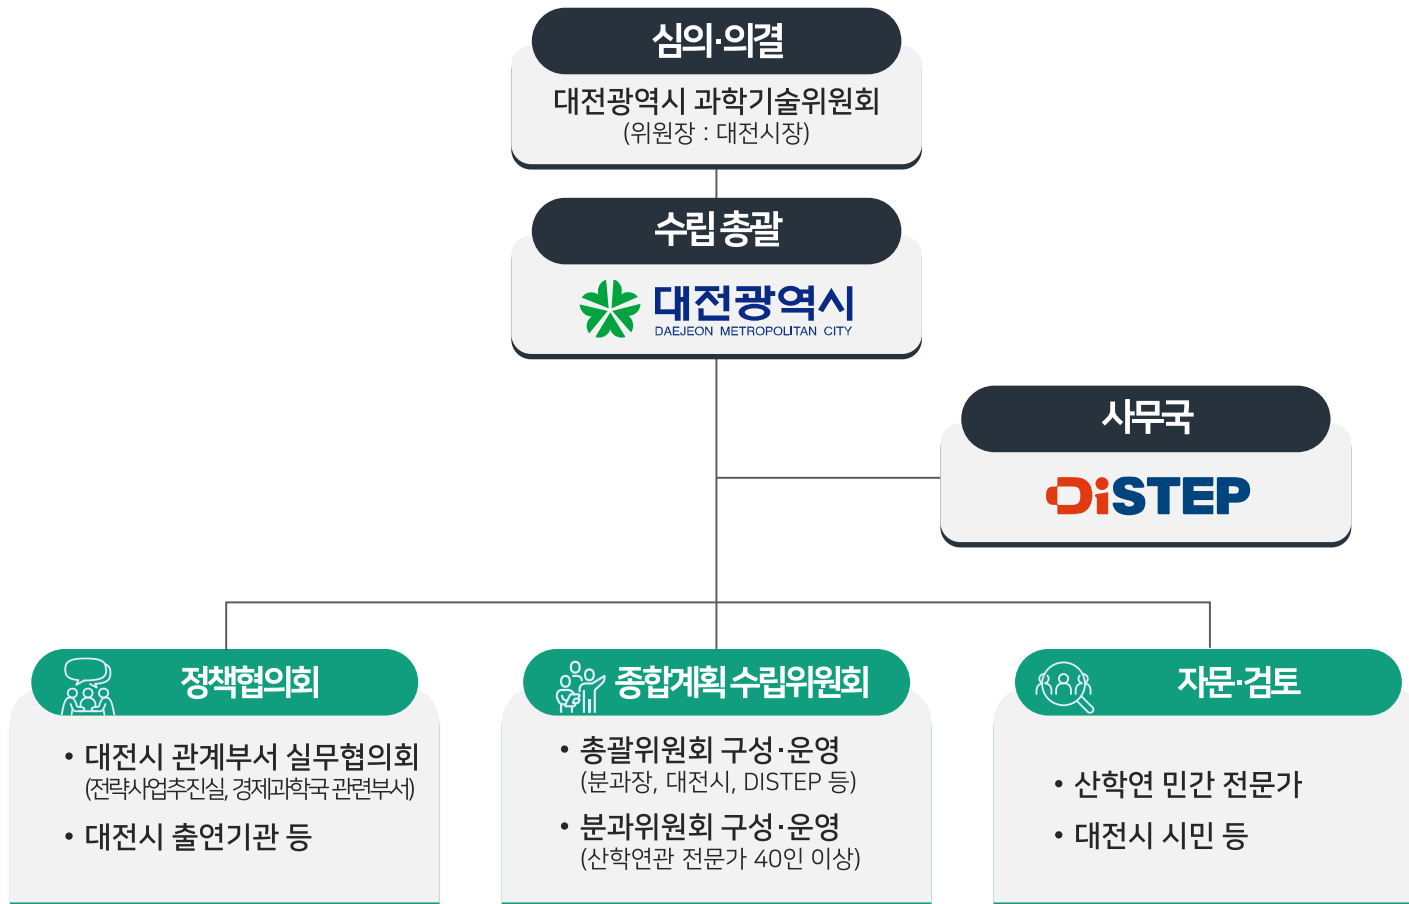 심의·의결
대전광역시 과학기술위원회
(위원장 : 대전시장)
수립 총괄
대전광역시
DAEJEON METROPOLITAN CITY
사무국
DiSTEP
정책협의회
• 대전시 관계부서 실무협의회
(전략사업추진실, 경제과학국 관련부서)
• 대전시 출연기관 등
종합계획 수립위원회
• 총괄위원회 구성·운영
(분과장, 대전시, DISTEP 등)
• 분과위원회 구성·운영
(산학연관 전문가 40인 이상)
자문·검토
• 산학연 민간 전문가
• 대전시 시민 등